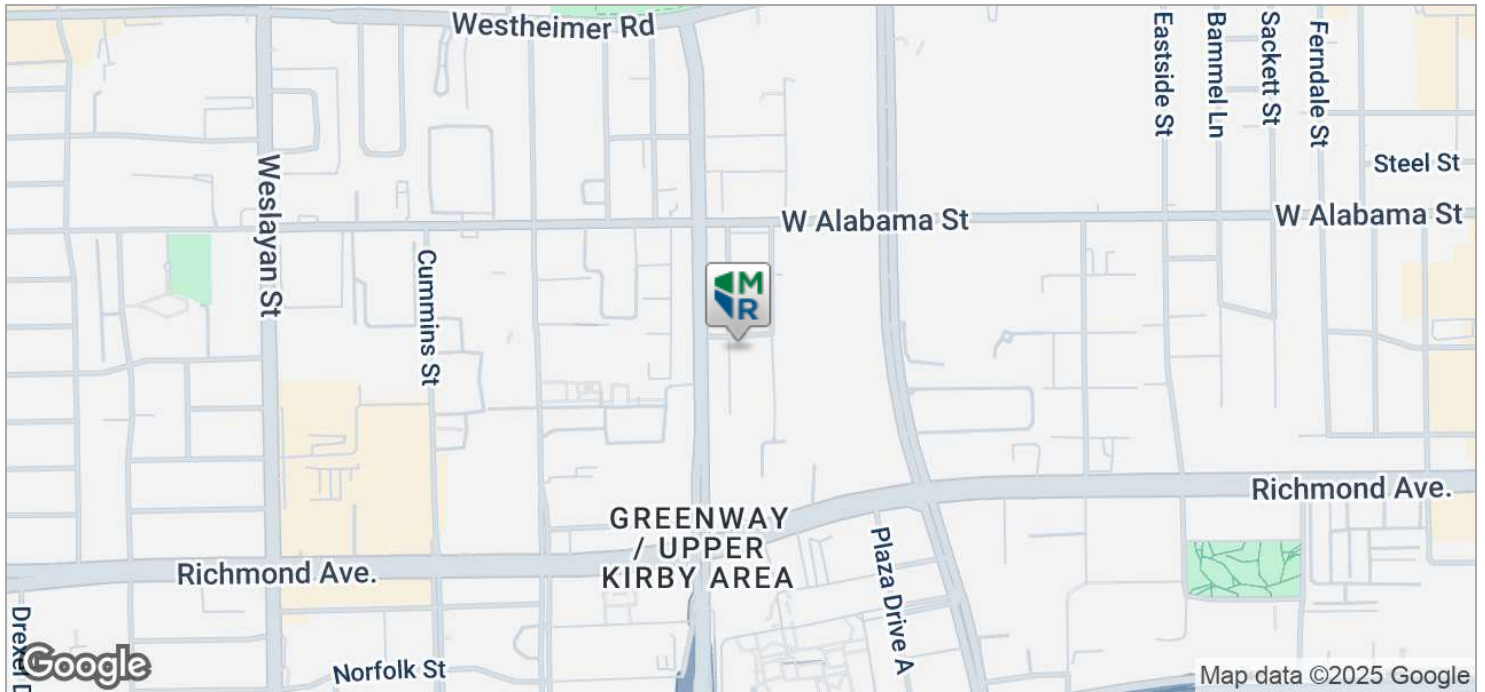 Westheimer Rd
Eastside St
Bammel Ln
Sackett St
Ferndale St
Steel St
Weslayan St
W Alabama St
W Alabama St
Cummins St
M
R
Richmond Ave.
GREENWAY
/ UPPER
KIRBY AREA
Richmond Ave.
Plaza Drive A
Norfolk St
Google
Map data ©2025 Google